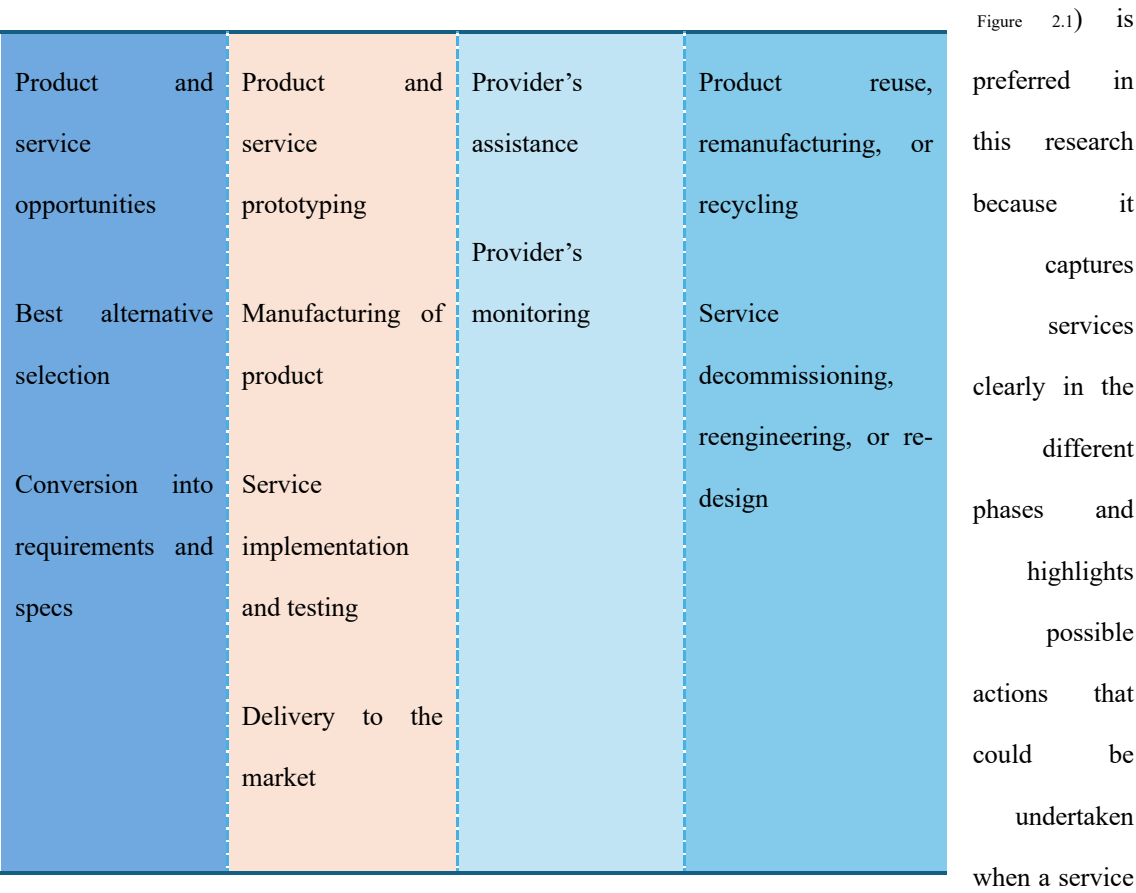 Product and
service
opportunities
Best alternative
selection
Conversion into
requirements and
specs
Product and
service
prototyping
Manufacturing of
product
Service
implementation
and testing
Delivery to the
market
Provider’s
assistance
Provider’s
monitoring
Product reuse,
remanufacturing, or
recycling
Service
decommissioning,
reengineering, or re-
design
Figure 2.1) is
preferred in
this research
because it
captures
services
clearly in the
different
phases and
highlights
possible
actions that
could be
undertaken
when a service